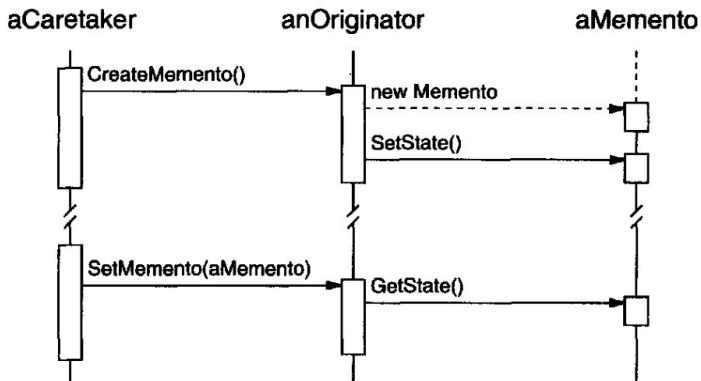 aCaretaker
anOriginator
aMemento
CreateMemento()
new Memento
SetState()
SetMemento(aMemento)
GetState()